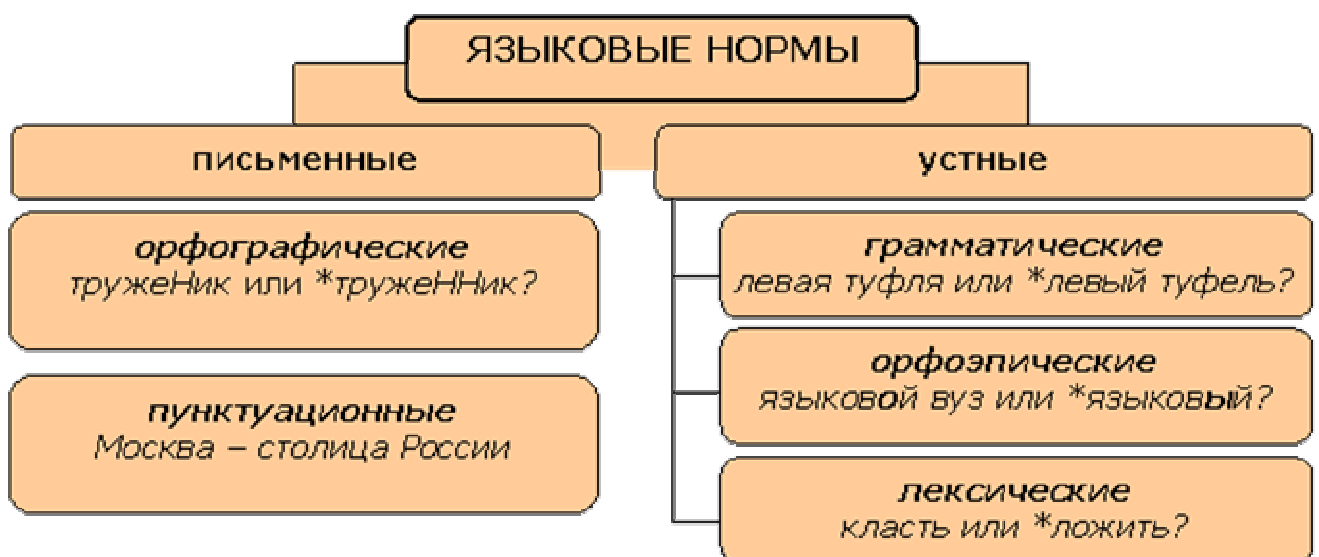 ЯЗЫКОВЫЕ НОРМЫ
письменные
орфографические
тружеНик или *тружеННик?
пунктуационные
Москва – столица России
устные
грамматические
левая туфля или *левый туфель?
орфоэпические
языковой вуз или *языковый?
лексические
класть или *ложить?